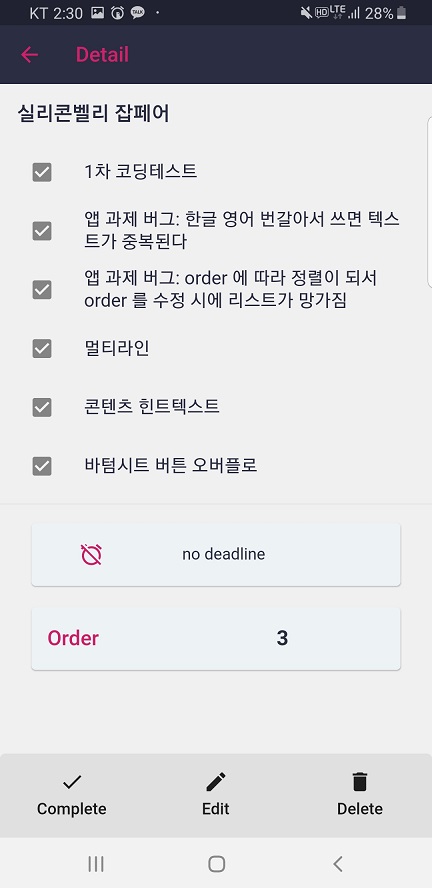 KT 2:30 TALK HD LTE 28%
Detail
실리콘벨리 잡페어
1차 코딩테스트
앱 과제 버그: 한글 영어 번갈아서 쓰면 텍스
트가 중복된다
앱 과제 버그: order 에 따라 정렬이 되서
order 를 수정 시에 리스트가 망가짐
멀티라인
콘텐츠 힌트텍스트
바텀시트 버튼 오버플로
no deadline
Order 3
Complete Edit Delete